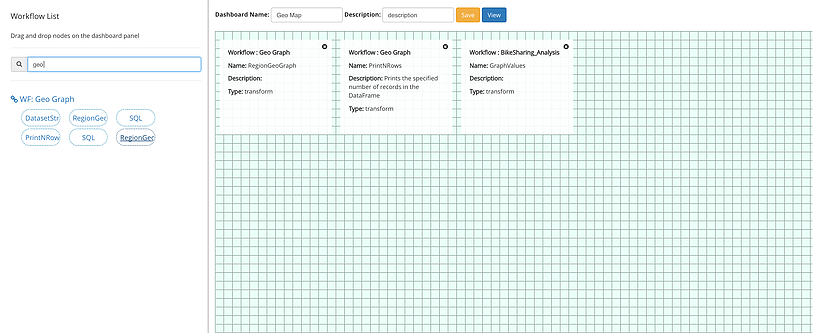 Workflow List
Drag and drop nodes on the dashboard panel
geo
WF: Geo Graph
DatasetStr RegionGeo SQL
PrintNRow SQL RegionGeo
Dashboard Name: Geo Map Description: description Save View
Workflow : Geo Graph
Name: RegionGeoGraph
Description:
Type: transform
Workflow : Geo Graph
Name: PrintNRows
Description: Prints the specified
number of records in the
DataFrame
Type: transform
Workflow : BikeSharing_Analysis
Name: GraphValues
Description:
Type: transform